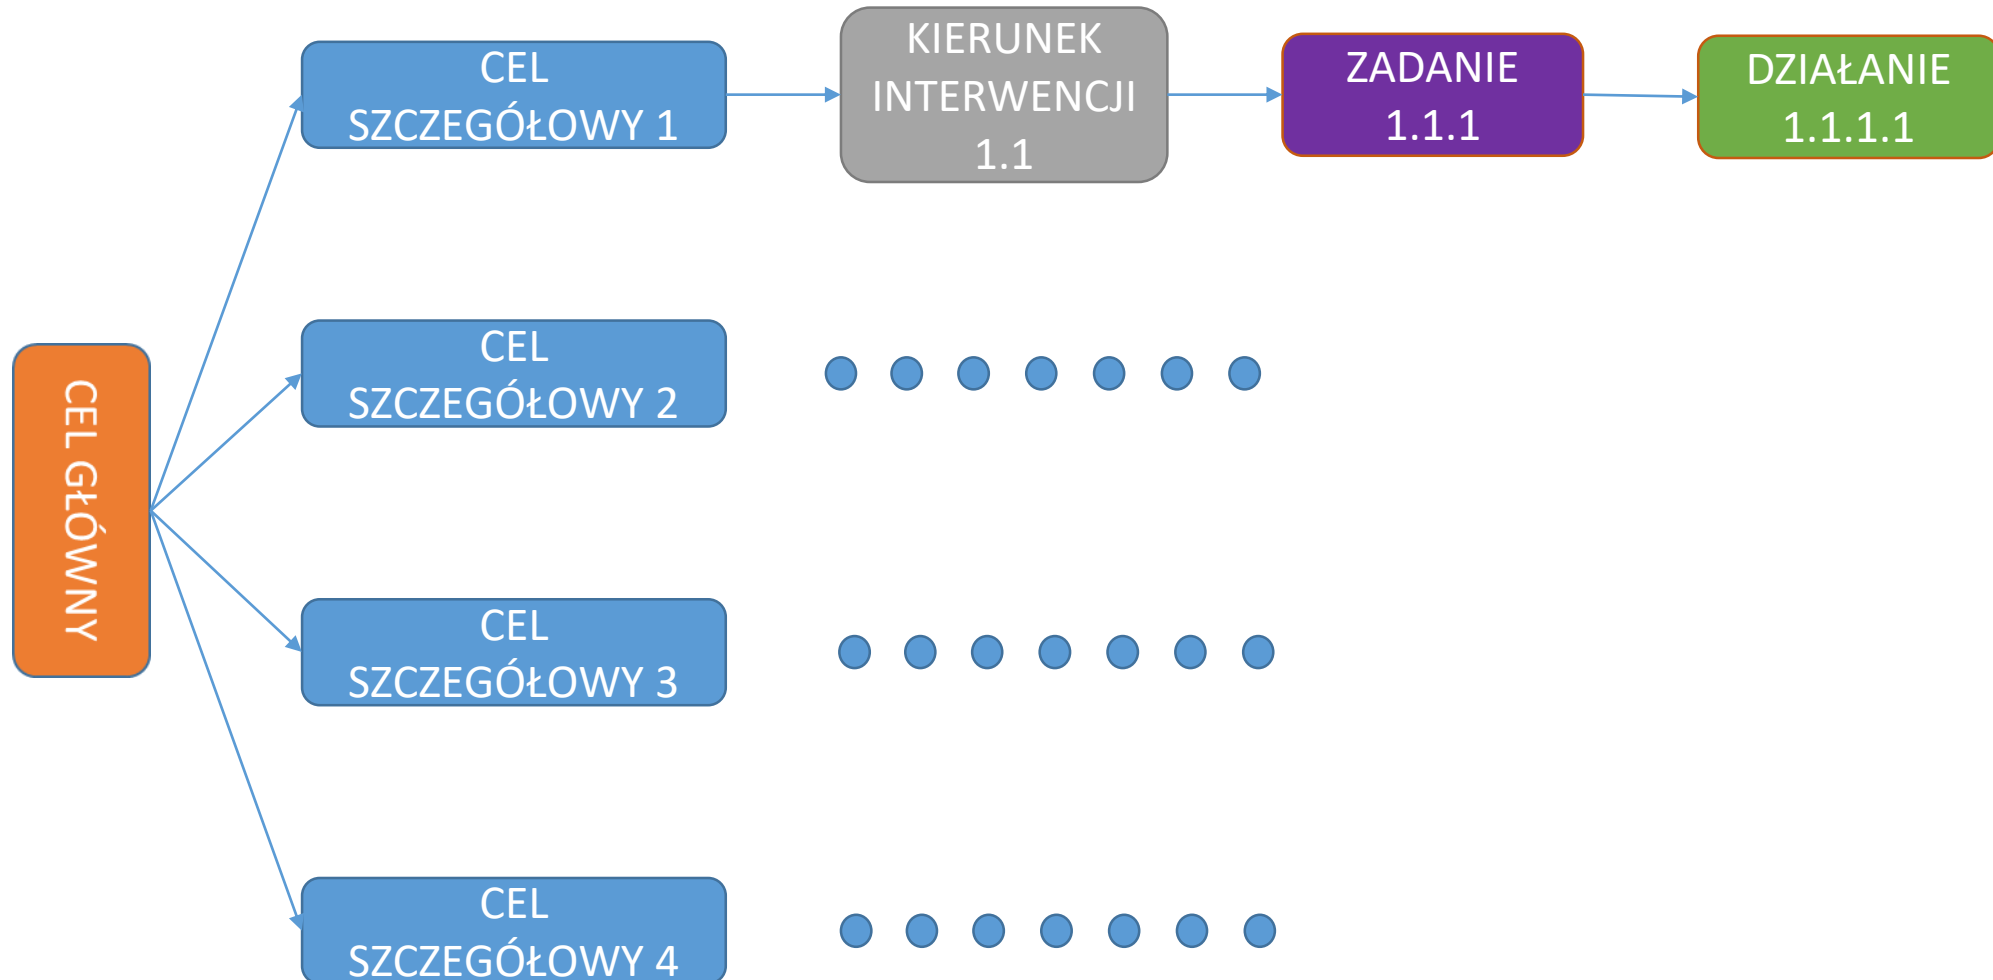 CEL
SZCZEGÓŁOWY 1
KIERUNEK
INTERWENCJI
1.1
ZADANIE
1.1.1
DZIAŁANIE
1.1.1.1
CEL GŁÓWNY
CEL
SZCZEGÓŁOWY 2
CEL
SZCZEGÓŁOWY 3
CEL
SZCZEGÓŁOWY 4